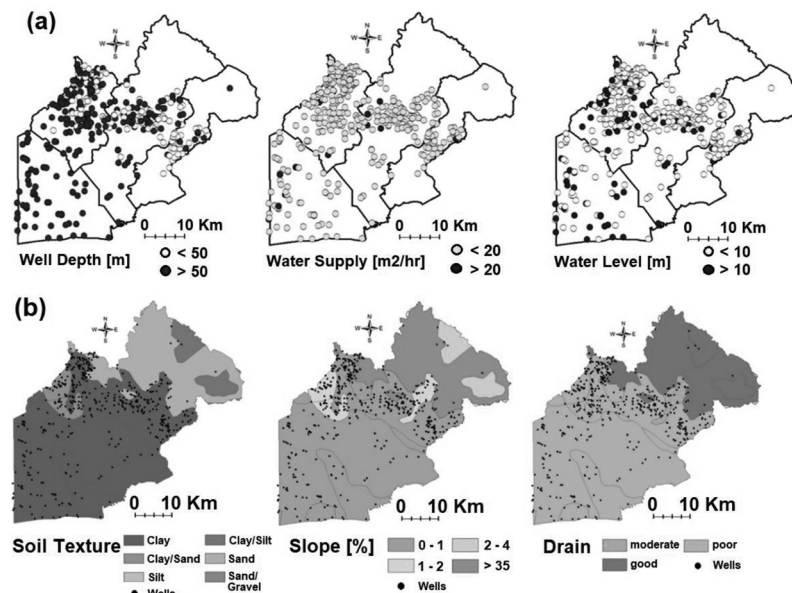 (a)
N
W E
S
N
W E
S
N
W E
S
0 10 Km
Well Depth [m]
< 50
> 50
0 10 Km
Water Supply [m2/hr]
< 20
> 20
0 10 Km
Water Level [m]
< 10
> 10
(b)
N
W E
S
N
W E
S
N
W E
S
0 10 Km
Soil Texture
Clay Clay/Silt
Clay/Sand Sand
Silt Sand/
Gravel
Wells
0 10 Km
Slope [%]
0 - 1 2 - 4
1 - 2 > 35
Wells
0 10 Km
Drain
moderate poor
good Wells